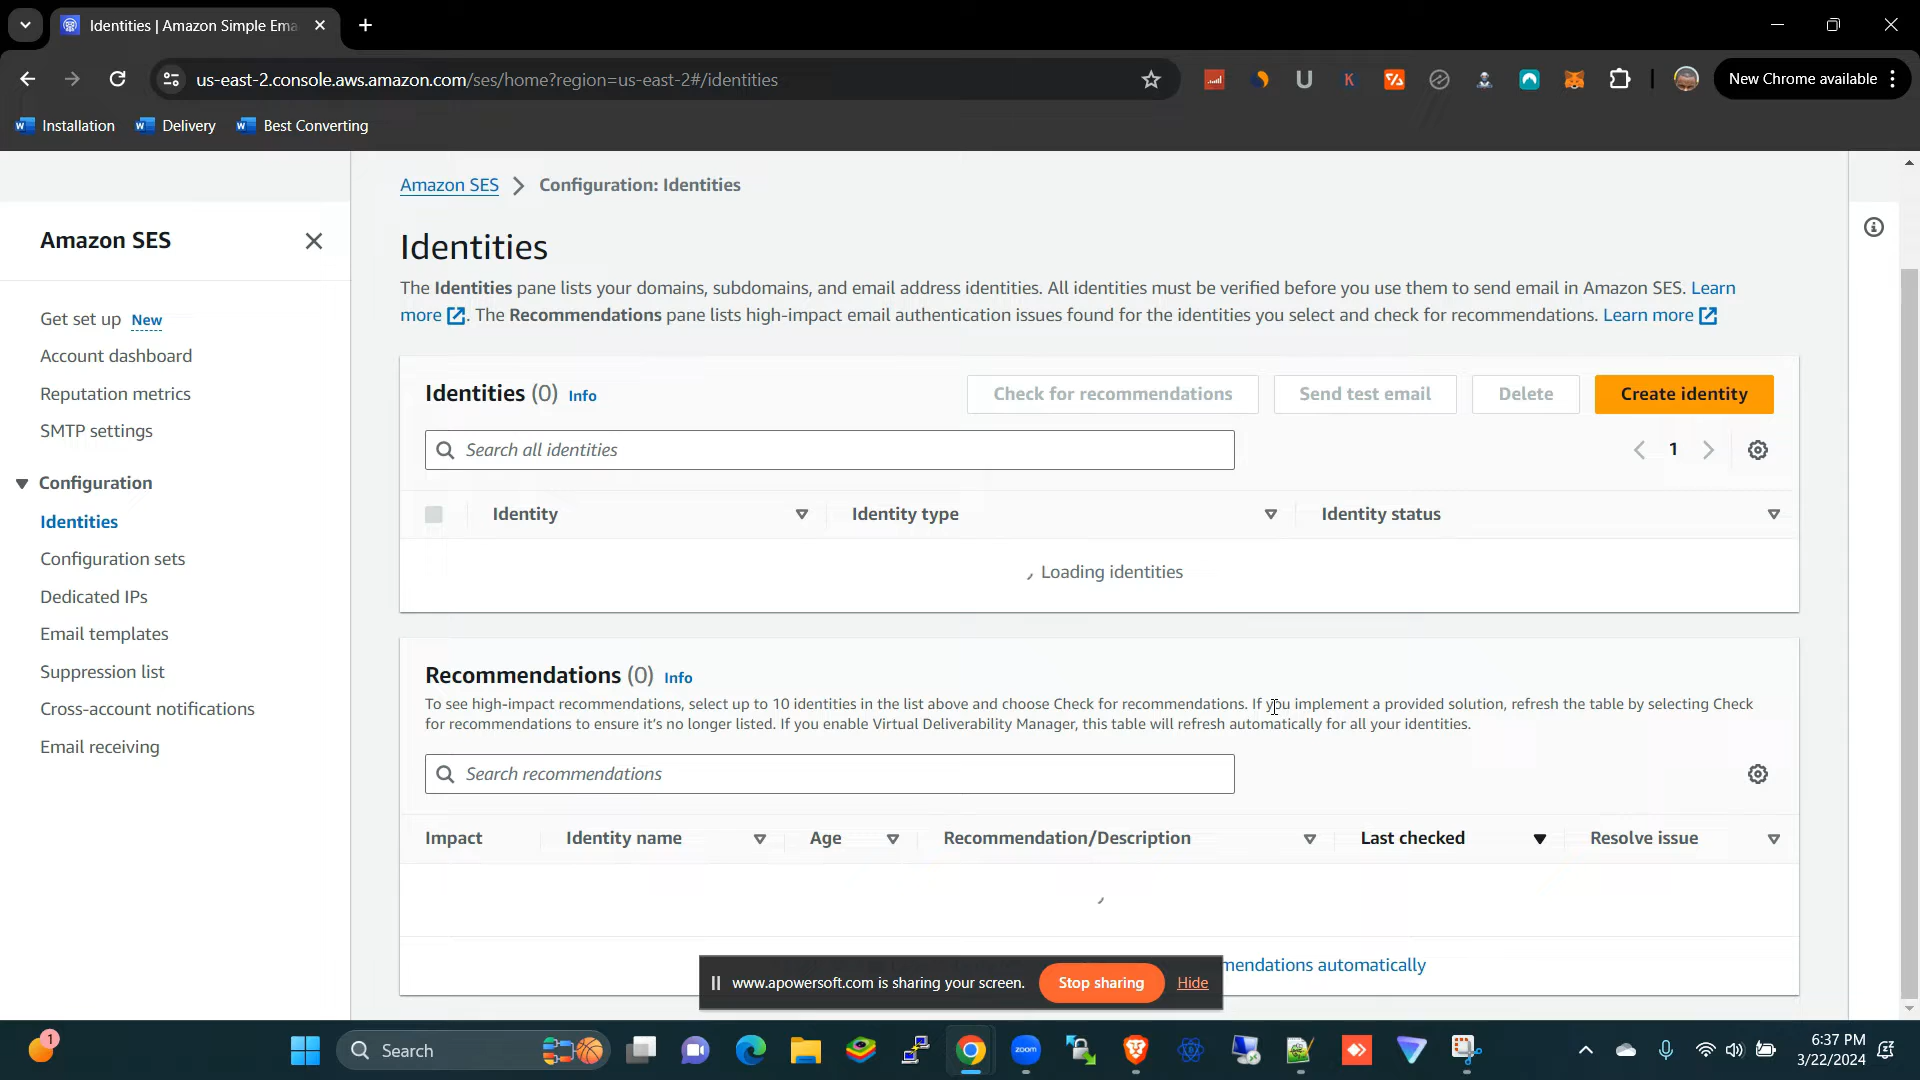 Identities | Amazon Simple Ema
us-east-2.console.aws.amazon.com/ses/home?region=us-east-2#/identities
New Chrome available
Installation
Delivery
Best Converting
Amazon SES
Get set up New
Account dashboard
Reputation metrics
SMTP settings
Configuration
Identities
Configuration sets
Dedicated IPs
Email templates
Suppression list
Cross-account notifications
Email receiving
Amazon SES
Configuration: Identities
Identities
The Identities pane lists your domains, subdomains, and email address identities. All identities must be verified before you use them to send email in Amazon SES. Learn
more . The Recommendations pane lists high-impact email authentication issues found for the identities you select and check for recommendations. Learn more
Identities (0) Info
Check for recommendations
Send test email
Delete
Create identity
Search all identities
1
Identity
Identity type
Identity status
Loading identities
Recommendations (0) Info
To see high-impact recommendations, select up to 10 identities in the list above and choose Check for recommendations. If you implement a provided solution, refresh the table by selecting Check
for recommendations to ensure it's no longer listed. If you enable Virtual Deliverability Manager, this table will refresh automatically for all your identities.
Search recommendations
Impact
Identity name
Age
Recommendation/Description
Last checked
Resolve issue
mendations automatically
www.apowersoft.com is sharing your screen.
Stop sharing
Hide
1
Search
zoom
6:37 PM
3/22/2024